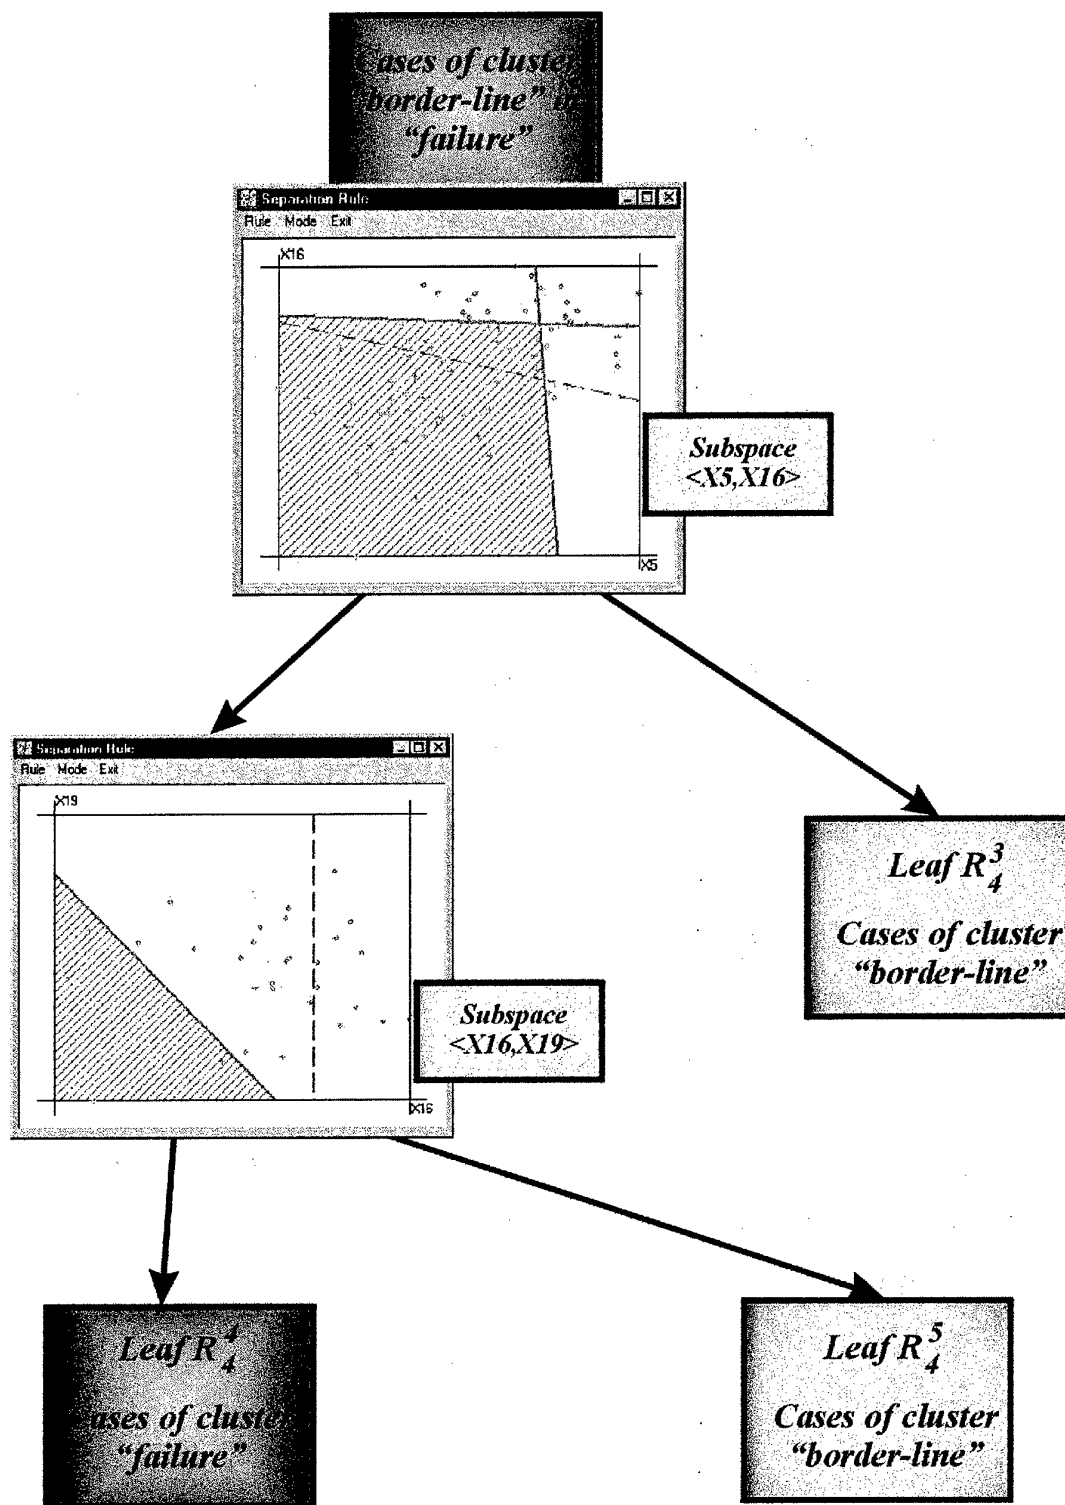 Cases of cluster
"border-line" in
"failure"
Separation Rule
Rule Mode Exit
X16
X5
Subspace
<X5,X16>
Separation Rule
Rule Mode Exit
X19
X16
Subspace
<X16,X19>
Leaf R 3 4
Cases of cluster
"border-line"
Leaf R 4 4
Cases of cluster
"failure"
Leaf R 5 4
Cases of cluster
"border-line"